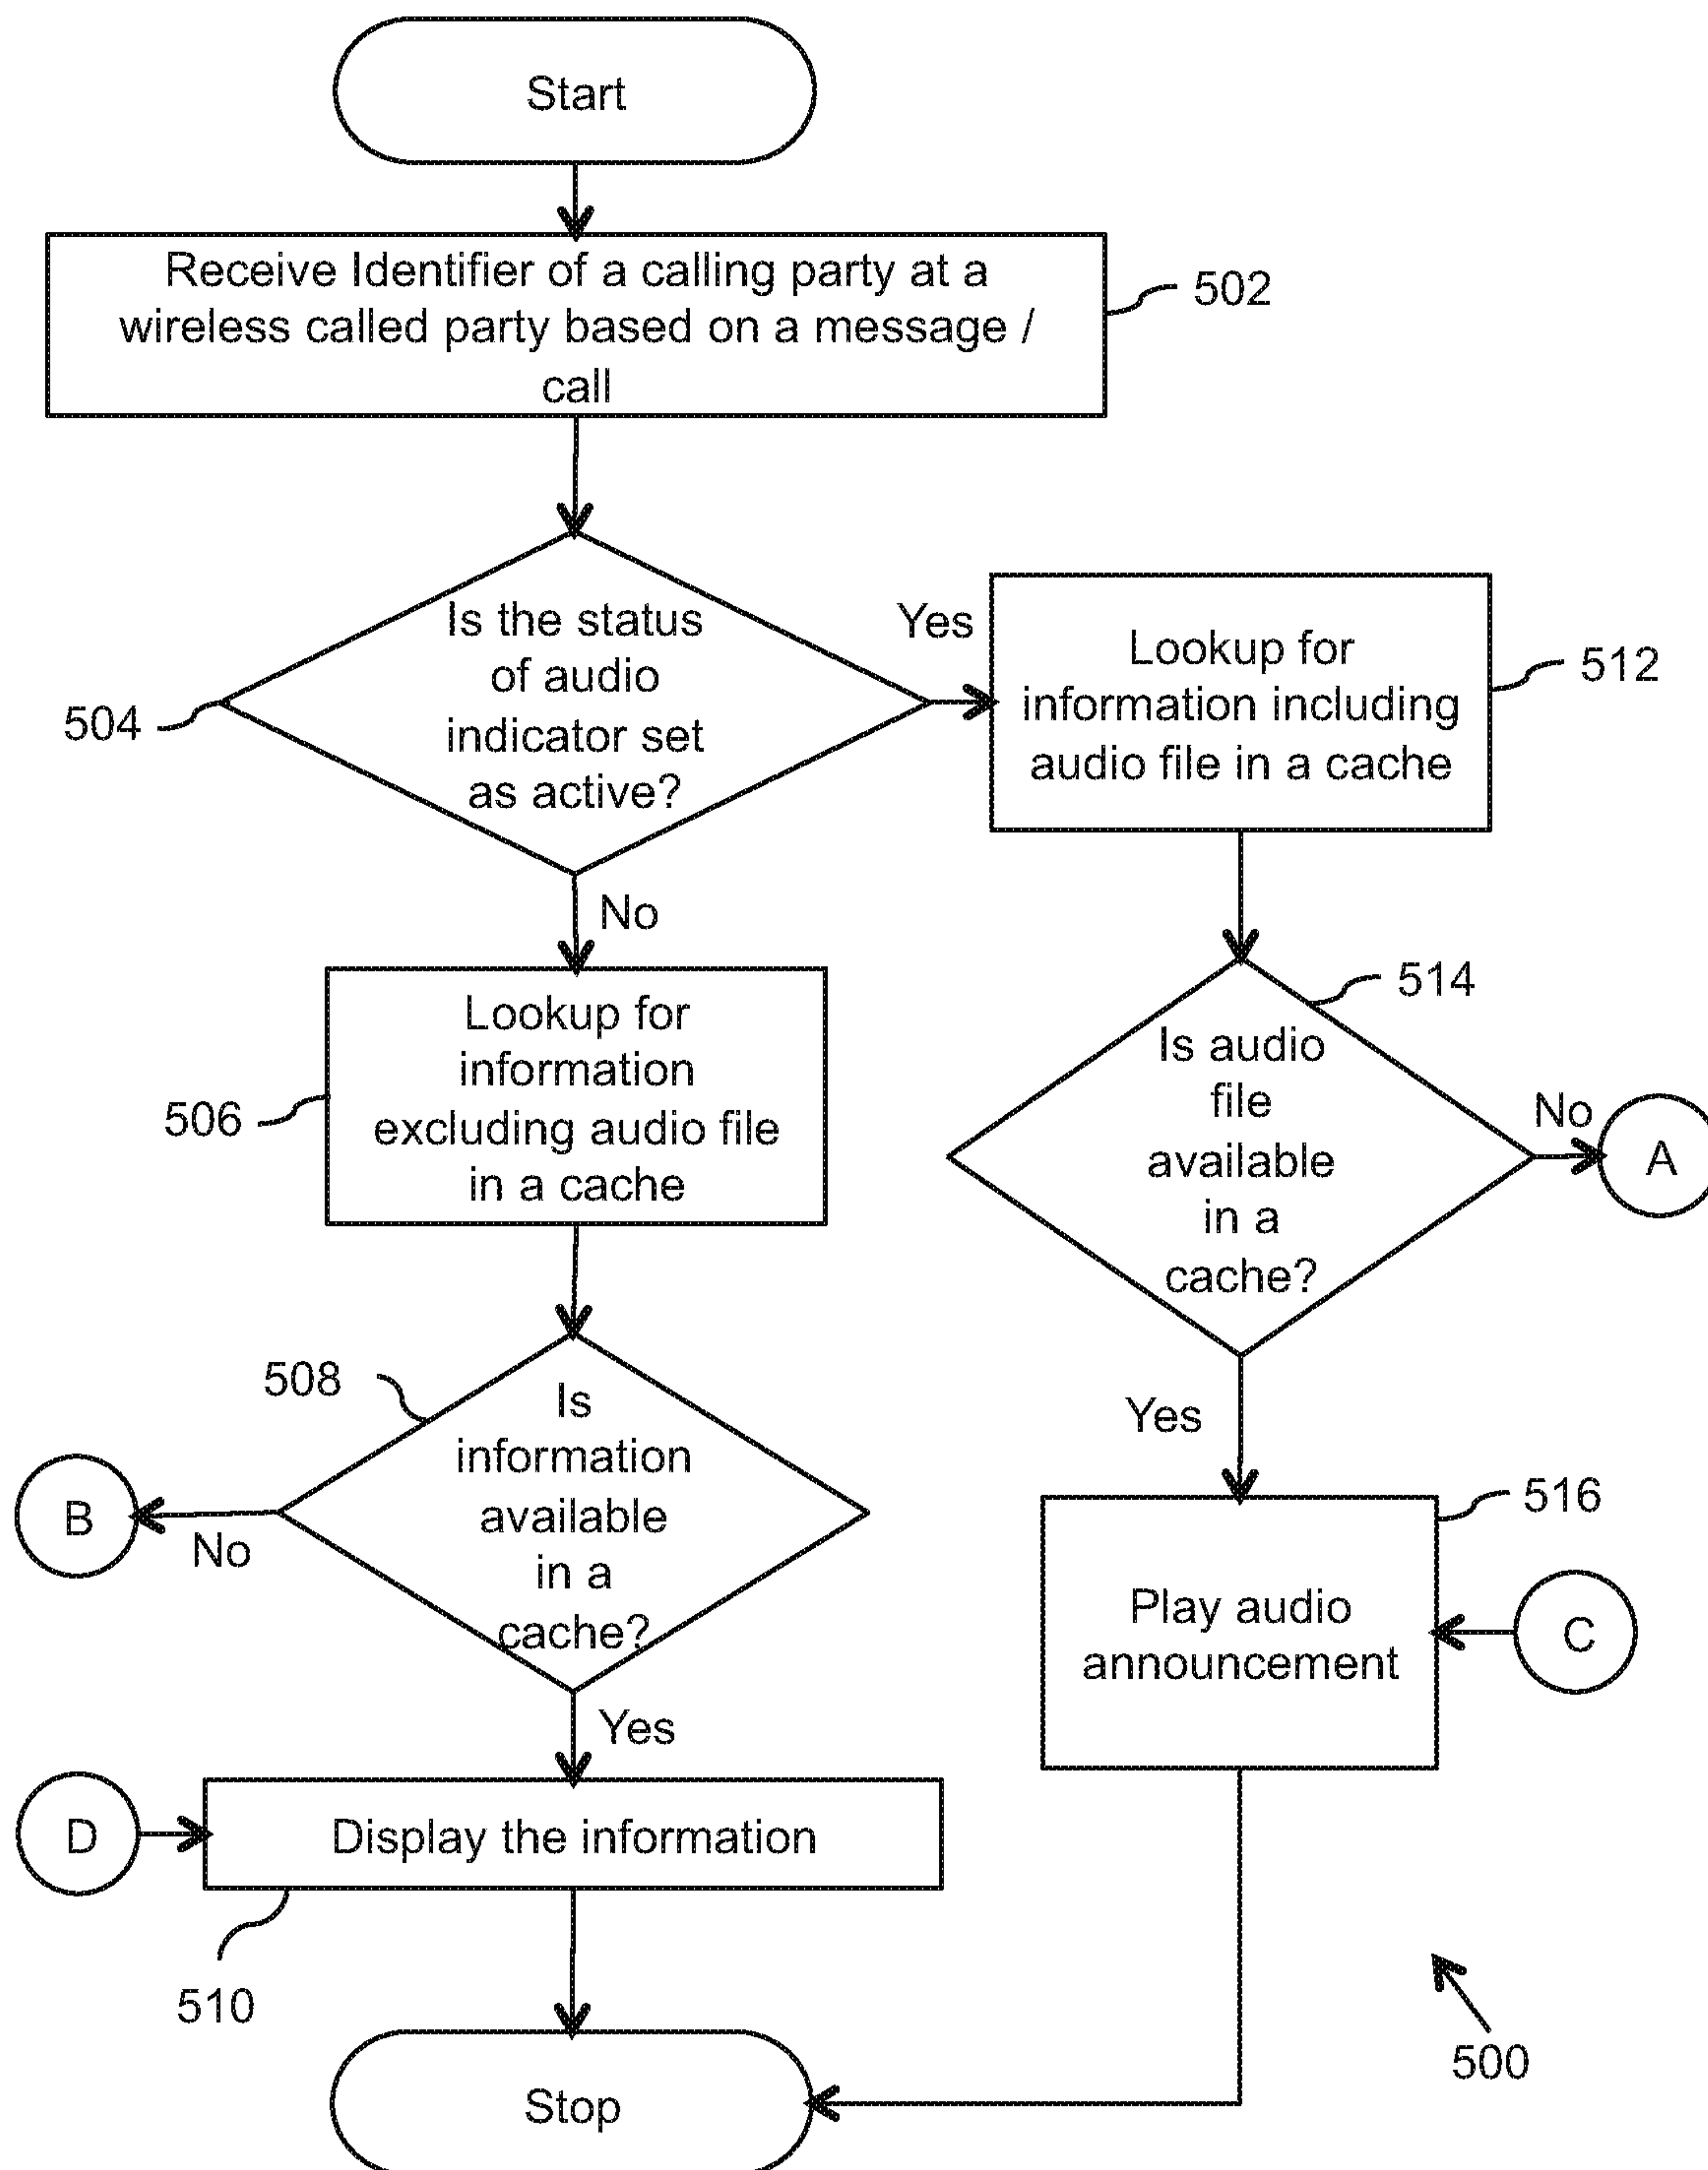 Start
Receive Identifier of a calling party at a
wireless called party based on a message /
call
502
Is the status
of audio
indicator set
as active?
504
Yes
Lookup for
information including
audio file in a cache
512
No
Lookup for
information
excluding audio file
in a cache
506
514
Is audio
file
available
in a
cache?
No
A
508
Is
information
available
in a
cache?
B
No
Yes
516
Play audio
announcement
C
Yes
D
Display the information
510
500
Stop